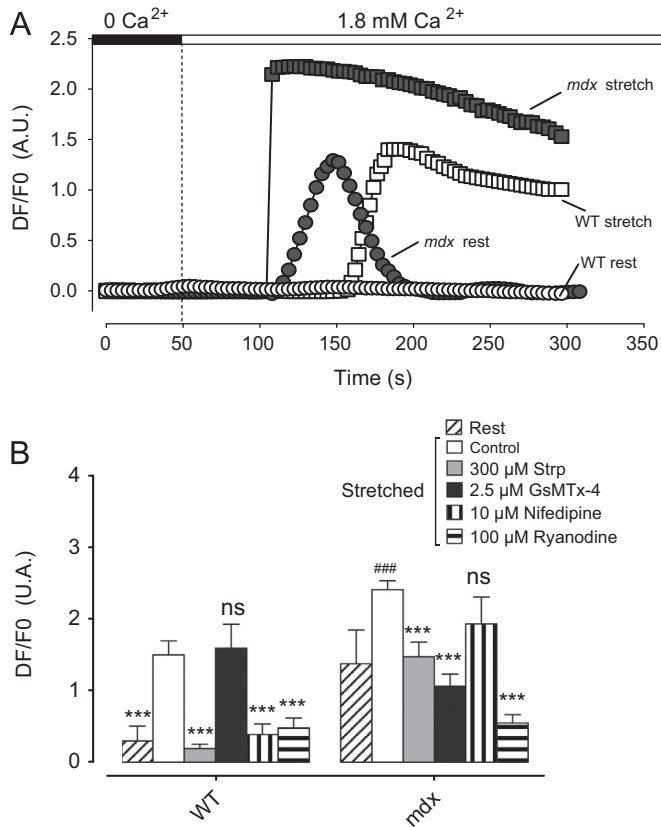 A
0 Ca2+
1.8 mM Ca2+
2.5
2.0
1.5
1.0
0.5
0.0
DF/F0 (A.U.)
mdx stretch
WT stretch
mdx rest
WT rest
0
50
100
150
200
250
300
350
Time (s)
B
Rest
Control
300 µM Strp
2.5 µM GsMTx-4
10 µM Nifedipine
100 µM Ryanodine
Stretched
4
3
2
1
0
DF/F0 (U.A.)
***
***
ns
***
***
###
***
***
ns
***
WT
mdx